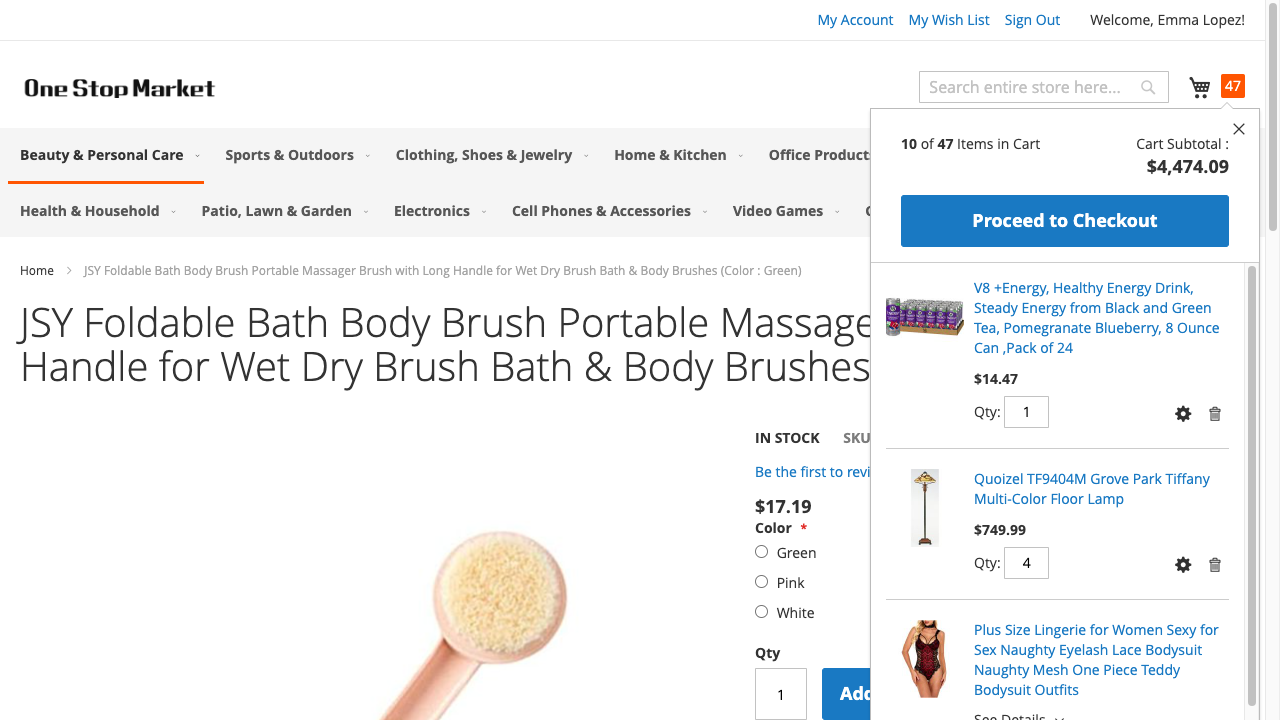 My Account My Wish List Sign Out Welcome, Emma Lopez!
One Stop Market
Search entire store here...
47
Beauty & Personal Care Sports & Outdoors Clothing, Shoes & Jewelry Home & Kitchen Office Product
Health & Household Patio, Lawn & Garden Electronics Cell Phones & Accessories Video Games
Home JSY Foldable Bath Body Brush Portable Massager Brush with Long Handle for Wet Dry Brush Bath & Body Brushes (Color : Green)
JSY Foldable Bath Body Brush Portable Massage
Handle for Wet Dry Brush Bath & Body Brushes
IN STOCK SKU
Be the first to revi
$17.19
Color *
Green
Pink
White
Qty
1
Add
10 of 47 Items in Cart
Cart Subtotal :
$4,474.09
Proceed to Checkout
V8 +Energy, Healthy Energy Drink,
Steady Energy from Black and Green
Tea, Pomegranate Blueberry, 8 Ounce
Can ,Pack of 24
$14.47
Qty: 1
Quoizel TF9404M Grove Park Tiffany
Multi-Color Floor Lamp
$749.99
Qty: 4
Plus Size Lingerie for Women Sexy for
Sex Naughty Eyelash Lace Bodysuit
Naughty Mesh One Piece Teddy
Bodysuit Outfits
See Details